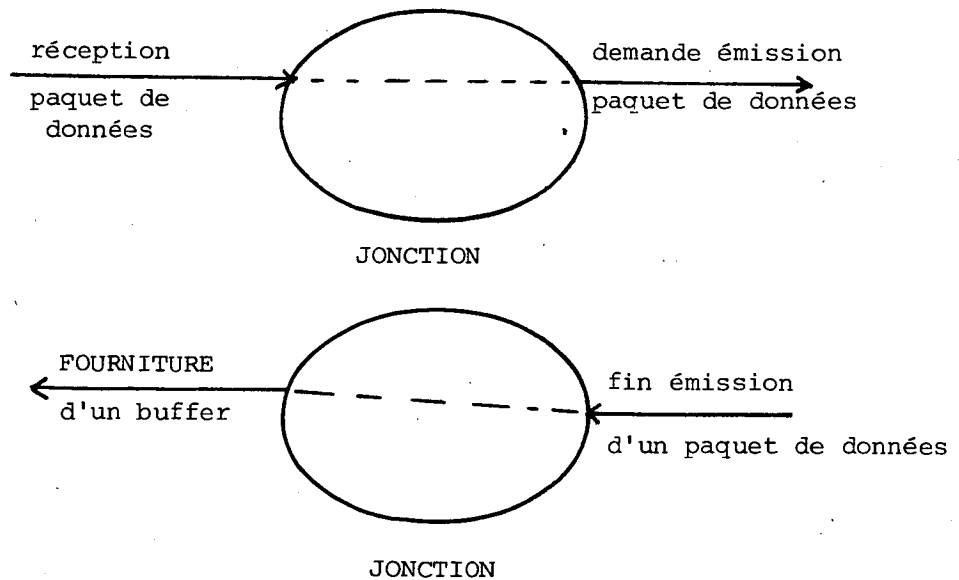 réception
paquet de
données
demande émission
paquet de données
JONCTION
FOURNITURE
d'un buffer
fin émission
d'un paquet de données
JONCTION